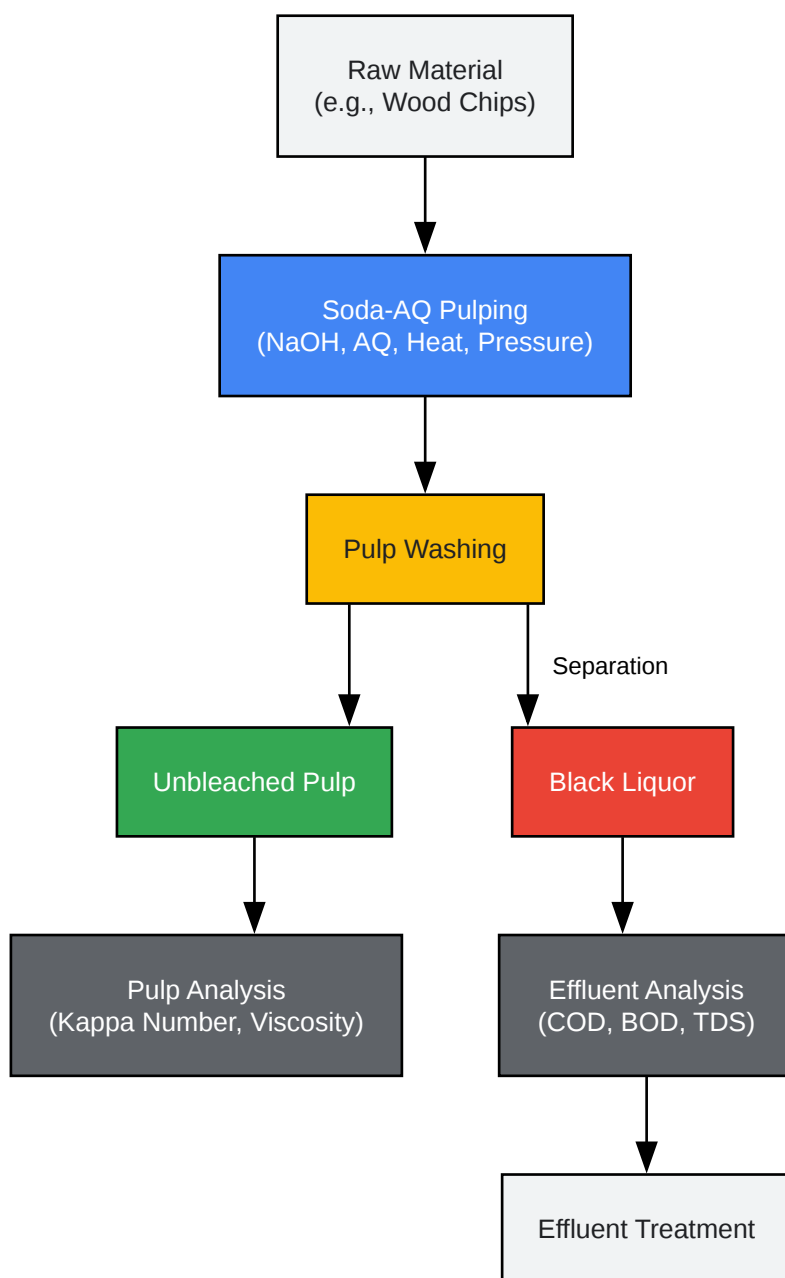 Raw Material
(e.g., Wood Chips)
Soda-AQ Pulping
(NaOH, AQ, Heat, Pressure)
Pulp Washing
Separation
Unbleached Pulp
Black Liquor
Pulp Analysis
(Kappa Number, Viscosity)
Effluent Analysis
(COD, BOD, TDS)
Effluent Treatment